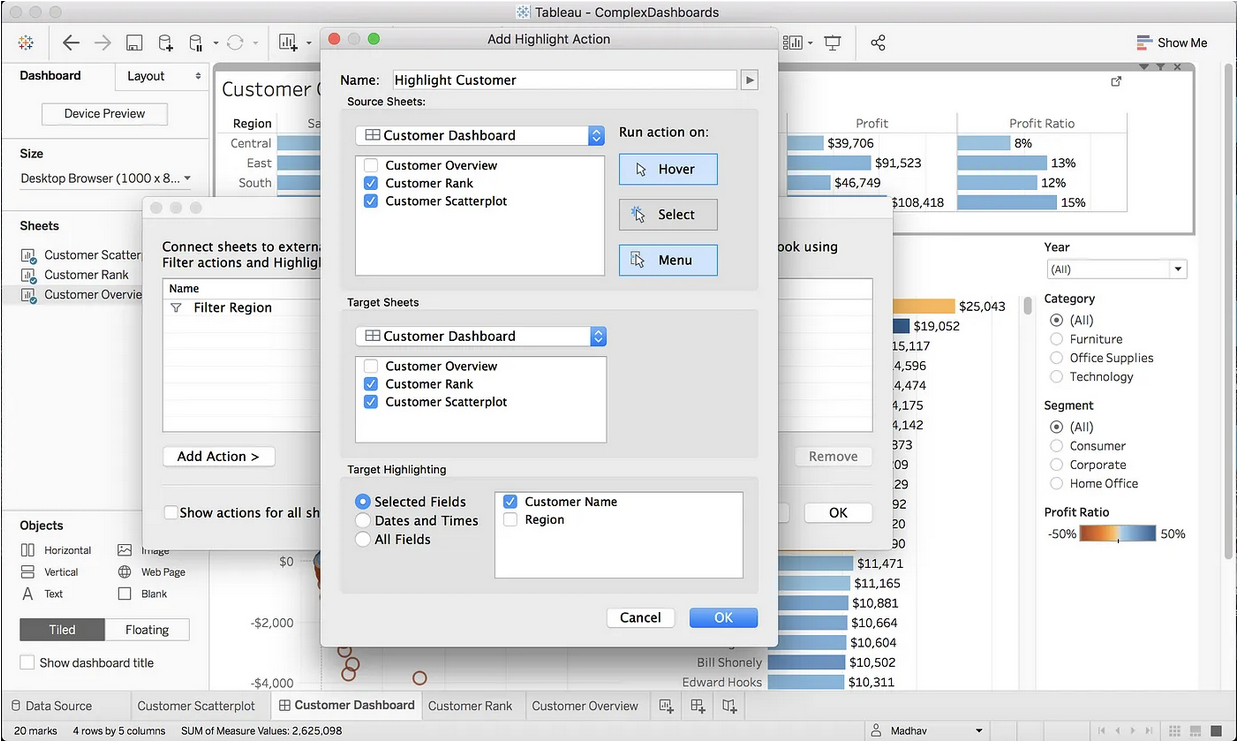 Tableau - ComplexDashboards
Add Highlight Action
Show Me
Dashboard
Layout
Device Preview
Size
Desktop Browser (1000 x 8...
Sheets
Customer Scatter
Customer Rank
Customer Overvie
Objects
Horizontal
Image
Vertical
Web Page
Text
Blank
Tiled
Floating
Show dashboard title
Customer
Region
Sa
Central
East
South
Profit
Profit Ratio
$39,706
8%
$91,523
13%
$46,749
12%
$108,418
15%
Connect sheets to extern
Filter actions and Highlig
ook using
Name
Filter Region
Add Action >
Remove
Show actions for all sh
OK
Name:
Highlight Customer
Source Sheets:
Customer Dashboard
Run action on:
Customer Overview
Customer Rank
Customer Scatterplot
Hover
Select
Menu
Target Sheets
Customer Dashboard
Customer Overview
Customer Rank
Customer Scatterplot
Target Highlighting
Selected Fields
Dates and Times
All Fields
Customer Name
Region
Cancel
OK
$25,043
$19,052
5,117
4,596
4,474
4,175
4,142
373
09
29
92
20
90
$11,471
$11,165
$10,881
$10,664
$10,604
Bill Shonely
$10,502
Edward Hooks
$10,311
$0
-$2,000
-$4,000
Year
(All)
Category
(All)
Furniture
Office Supplies
Technology
Segment
(All)
Consumer
Corporate
Home Office
Profit Ratio
-50%
50%
Data Source
Customer Scatterplot
Customer Dashboard
Customer Rank
Customer Overview
20 marks
4 rows by 5 columns
SUM of Measure Values: 2,625,098
Madhav